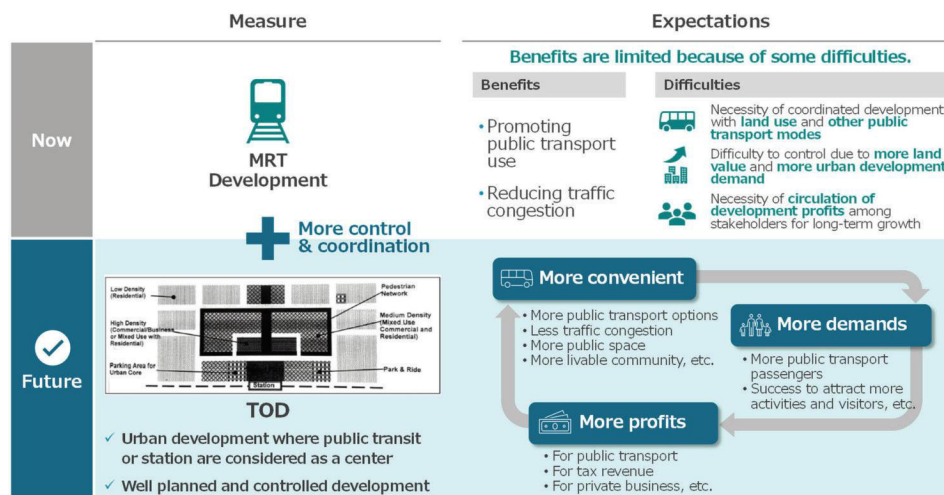 Measure
Expectations
Now
MRT
Development
Benefits are limited because of some difficulties.
Benefits
• Promoting
public transport
use
• Reducing traffic
congestion
Difficulties
Necessity of coordinated development
with land use and other public
transport modes
Difficulty to control due to more land
value and more urban development
demand
Necessity of circulation of
development profits among
stakeholders for long-term growth
More control
& coordination
Future
Low Density
(Residential)
High Density
(Commercial/Business
or Mixed Use with
Residential)
Parking Area for
Urban Core
Pedestrian
Network
Medium Density
(Mixed Use
Commercial and
Residential)
Park & Ride
Station
TOD
✓ Urban development where public transit
or station are considered as a center
✓ Well planned and controlled development
More convenient
• More public transport options
• Less traffic congestion
• More public space
• More livable community, etc.
More demands
• More public transport
passengers
• Success to attract more
activities and visitors, etc.
More profits
• For public transport
• For tax revenue
• For private business, etc.